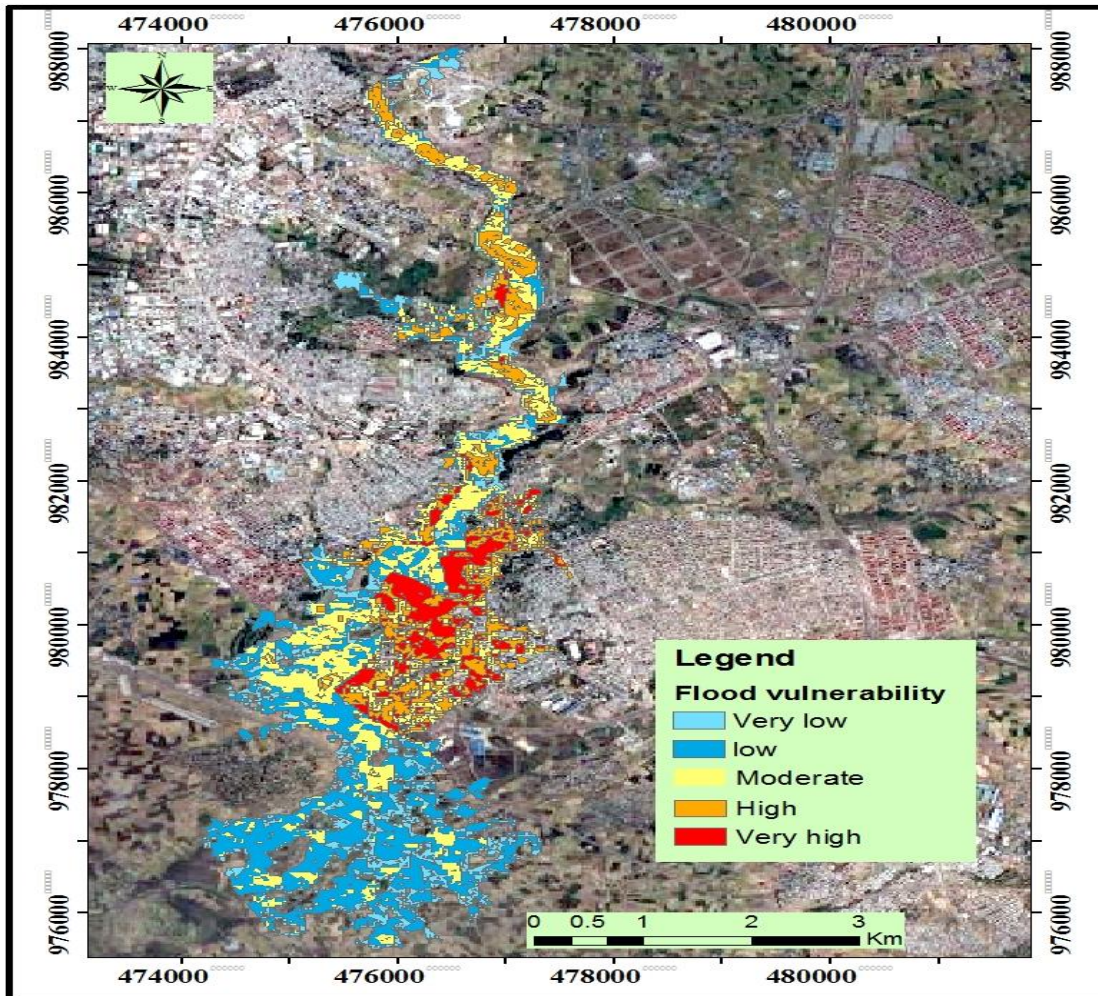 474000 476000 478000 480000
988000 988000
N
W E
S
986000 986000
984000 984000
982000 982000
980000 980000
Legend
Flood vulnerability
Very low
low
Moderate
High
Very high
978000 978000
976000 976000
0 0.5 1 2 3
Km
474000 476000 478000 480000